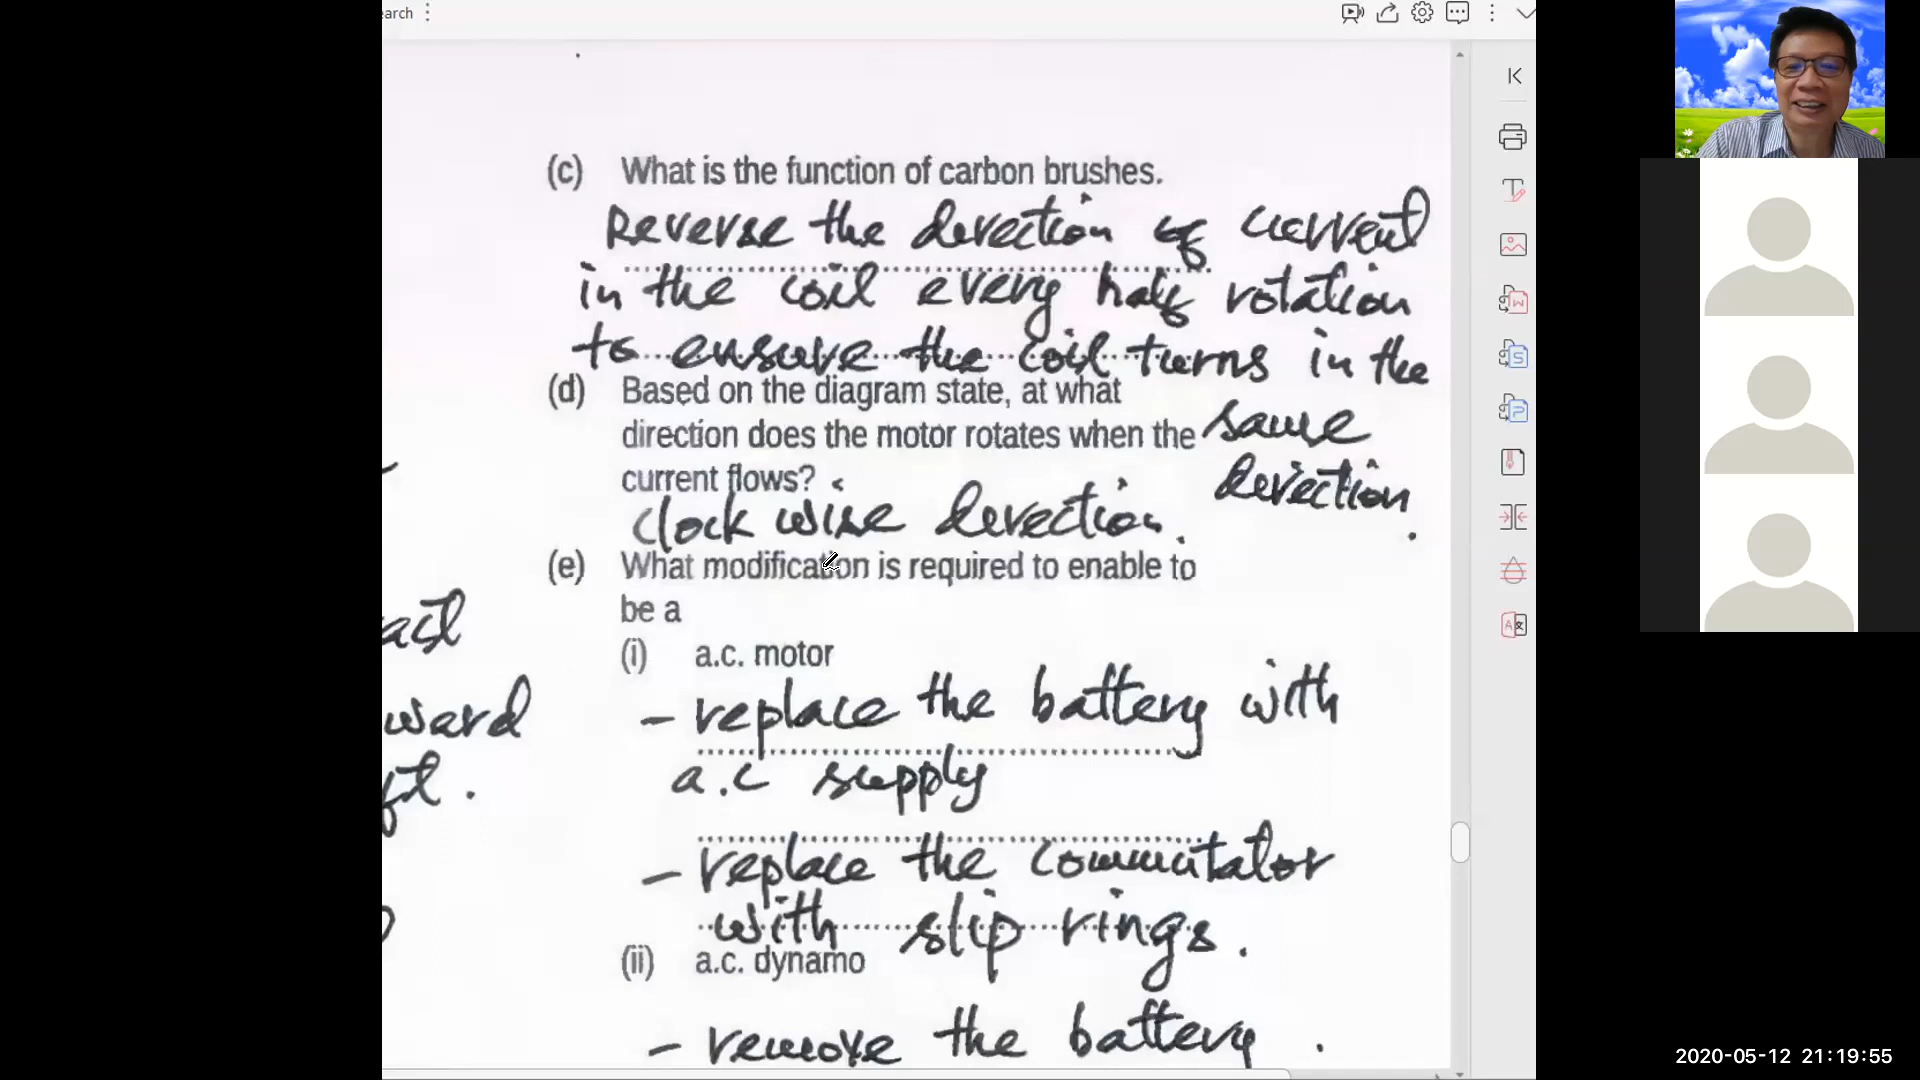 earch
(c) What is the function of carbon brushes.
Reverse the direction of current
in the coil every half rotation
to ensure the coil turns in the
same
direction.
(d) Based on the diagram state, at what
direction does the motor rotates when the
current flows?
clock wise direction.
(e) What modification is required to enable to
be a
(i) a.c. motor
- replace the battery with
a.c supply
- replace the commutator
with slip rings.
(ii) a.c. dynamo
- remove the battery.
ward
2020-05-12 21:19:55